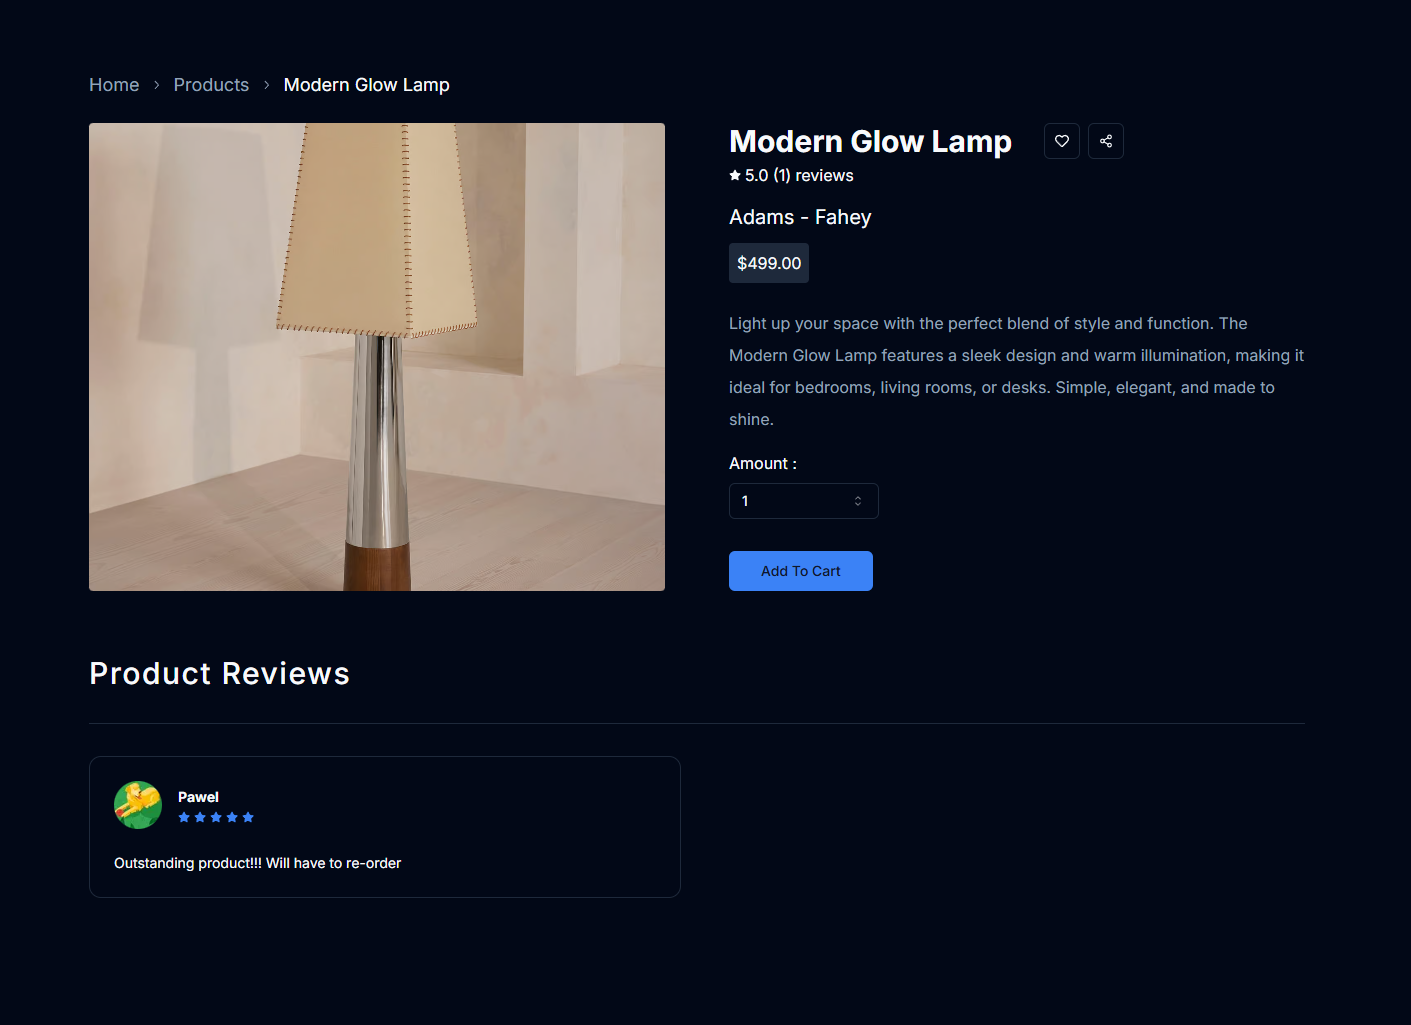 Home > Products > Modern Glow Lamp
Modern Glow Lamp
5.0 (1) reviews
Adams - Fahey
$499.00
Light up your space with the perfect blend of style and function. The
Modern Glow Lamp features a sleek design and warm illumination, making it
ideal for bedrooms, living rooms, or desks. Simple, elegant, and made to
shine.
Amount :
1
Add To Cart
Product Reviews
Pawel
Outstanding product!!! Will have to re-order